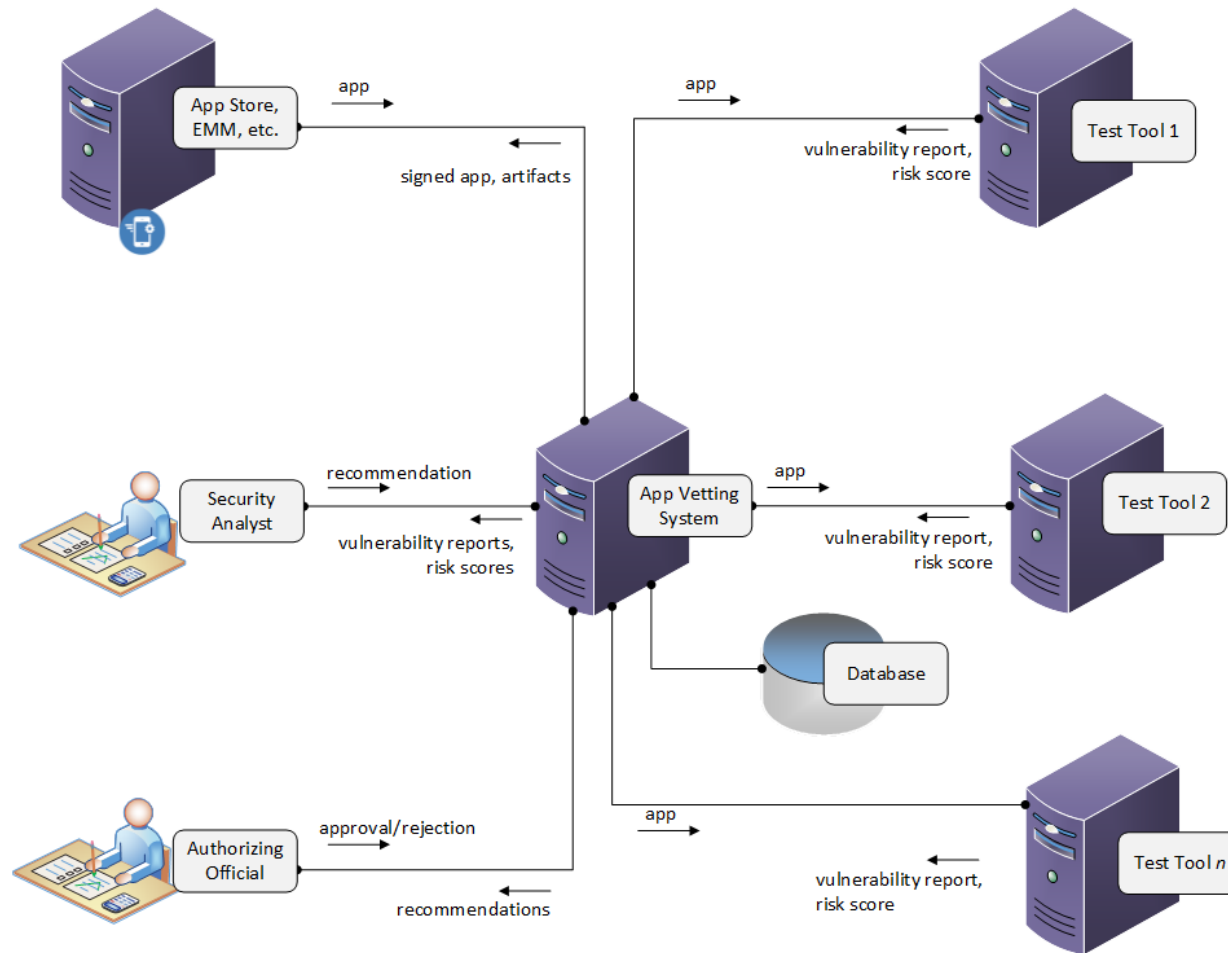 app
App Store,
EMM, etc.
signed app, artifacts
app
vulnerability report,
risk score
Test Tool 1
recommendation
Security
Analyst
vulnerability reports,
risk scores
App Vetting
System
app
vulnerability report,
risk score
Test Tool 2
Database
approval/rejection
Authorizing
Official
recommendations
app
vulnerability report,
risk score
Test Tool n